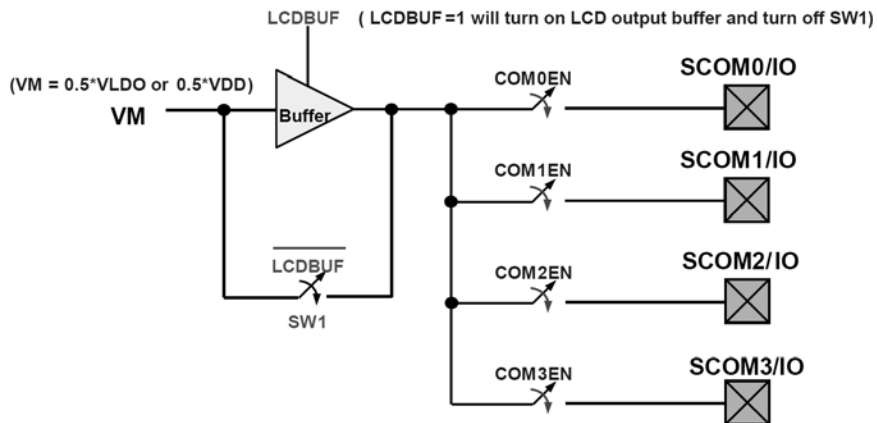 LCDBUF ( LCDBUF=1 will turn on LCD output buffer and turn off SW1)
(VM = 0.5*VLDO or 0.5*VDD)
VM
Buffer
LCDBUF
SW1
COM0EN
SCOM0/IO
COM1EN
SCOM1/IO
COM2EN
SCOM2/IO
COM3EN
SCOM3/IO